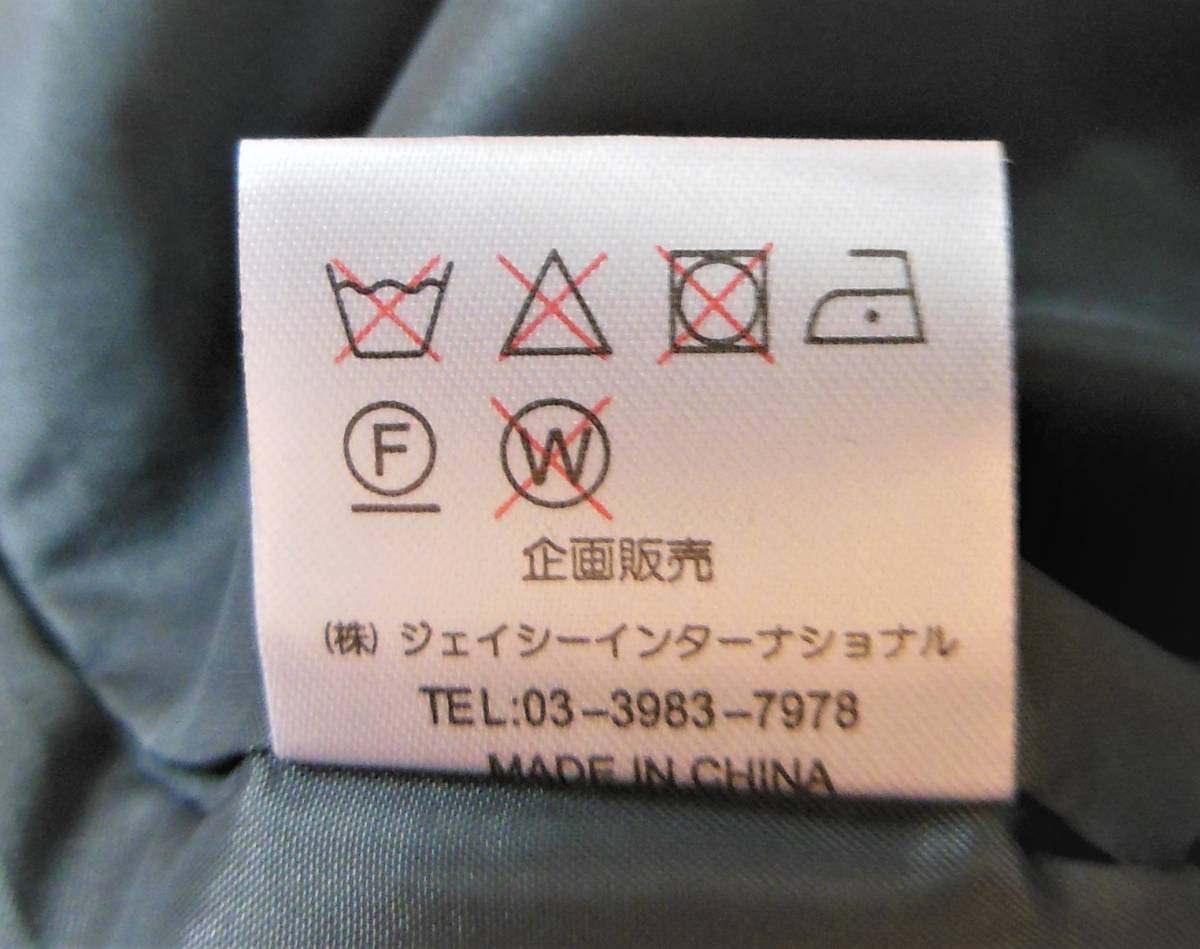 F W
企画販売
(株) ジェイシーインターナショナル
TEL:03-3983-7978
MADE IN CHINA